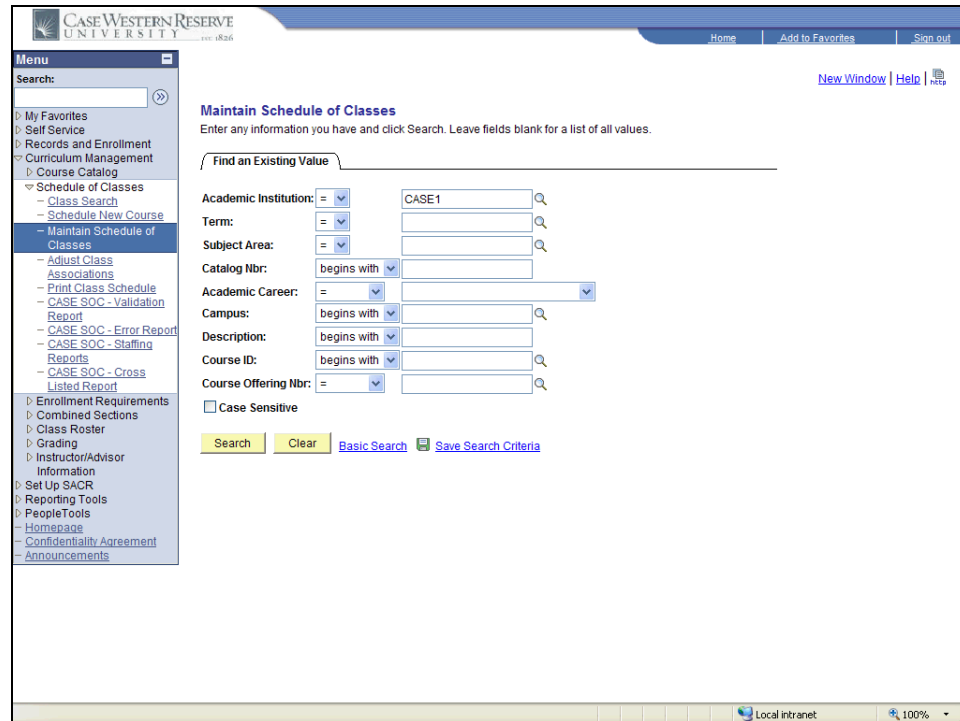 CASE WESTERN RESERVE
UNIVERSITY EST. 1826
Home
Add to Favorites
Sign out
Menu
Search:
My Favorites
Self Service
Records and Enrollment
Curriculum Management
Course Catalog
Schedule of Classes
– Class Search
– Schedule New Course
– Maintain Schedule of
Classes
– Adjust Class
Associations
– Print Class Schedule
– CASE SOC - Validation
Report
– CASE SOC - Error Report
– CASE SOC - Staffing
Reports
– CASE SOC - Cross
Listed Report
Enrollment Requirements
Combined Sections
Class Roster
Grading
Instructor/Advisor
Information
Set Up SACR
Reporting Tools
PeopleTools
– Homepage
– Confidentiality Agreement
– Announcements
New Window | Help | http
Maintain Schedule of Classes
Enter any information you have and click Search. Leave fields blank for a list of all values.
Find an Existing Value
Academic Institution: = CASE1
Term: =
Subject Area: =
Catalog Nbr: begins with
Academic Career: =
Campus: begins with
Description: begins with
Course ID: begins with
Course Offering Nbr: =
Case Sensitive
Search Clear Basic Search Save Search Criteria
Local intranet
100%